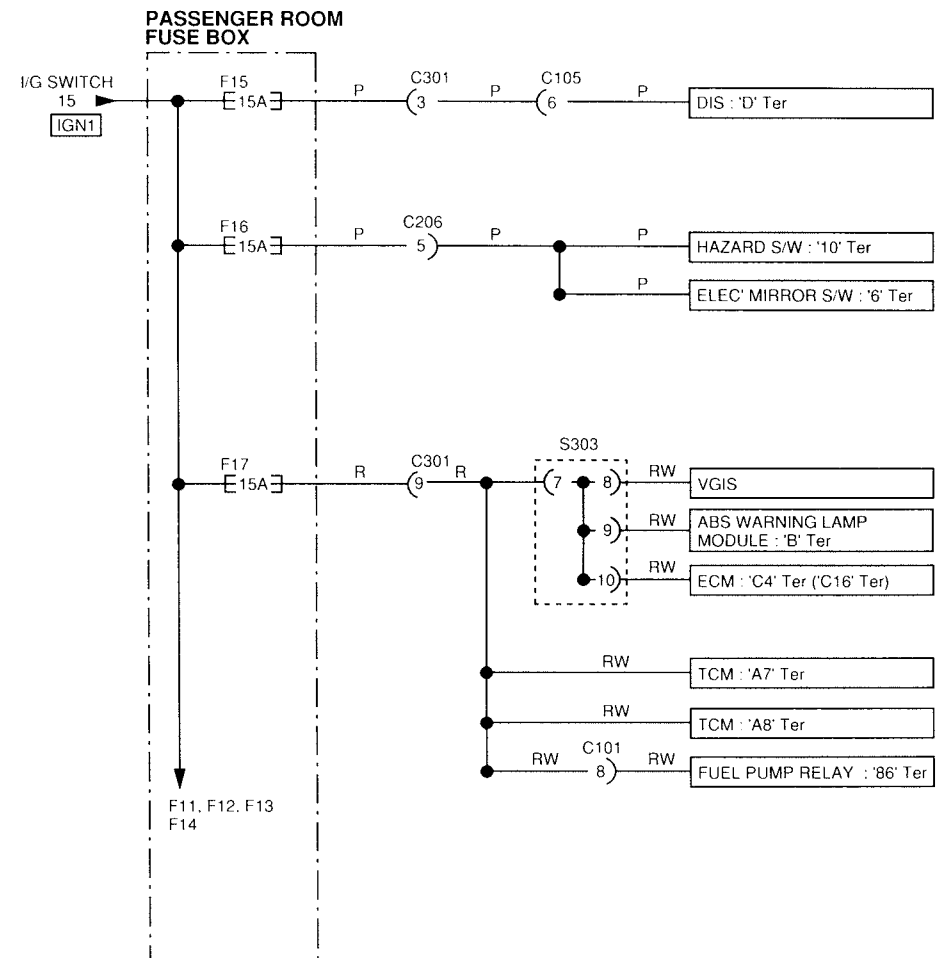 PASSENGER ROOM
FUSE BOX
I/G SWITCH
15
IGN1
F15
15A
P
C301
3
P
C105
6
P
DIS : 'D' Ter
F16
15A
P
C206
5
P
P
HAZARD S/W : '10' Ter
P
ELEC' MIRROR S/W : '6' Ter
F17
15A
R
C301
9
R
S303
7
8
RW
VGIS
9
RW
ABS WARNING LAMP
MODULE : 'B' Ter
10
RW
ECM : 'C4' Ter ('C16' Ter)
RW
TCM : 'A7' Ter
RW
TCM : 'A8' Ter
RW
C101
8
RW
FUEL PUMP RELAY : '86' Ter
F11, F12, F13
F14